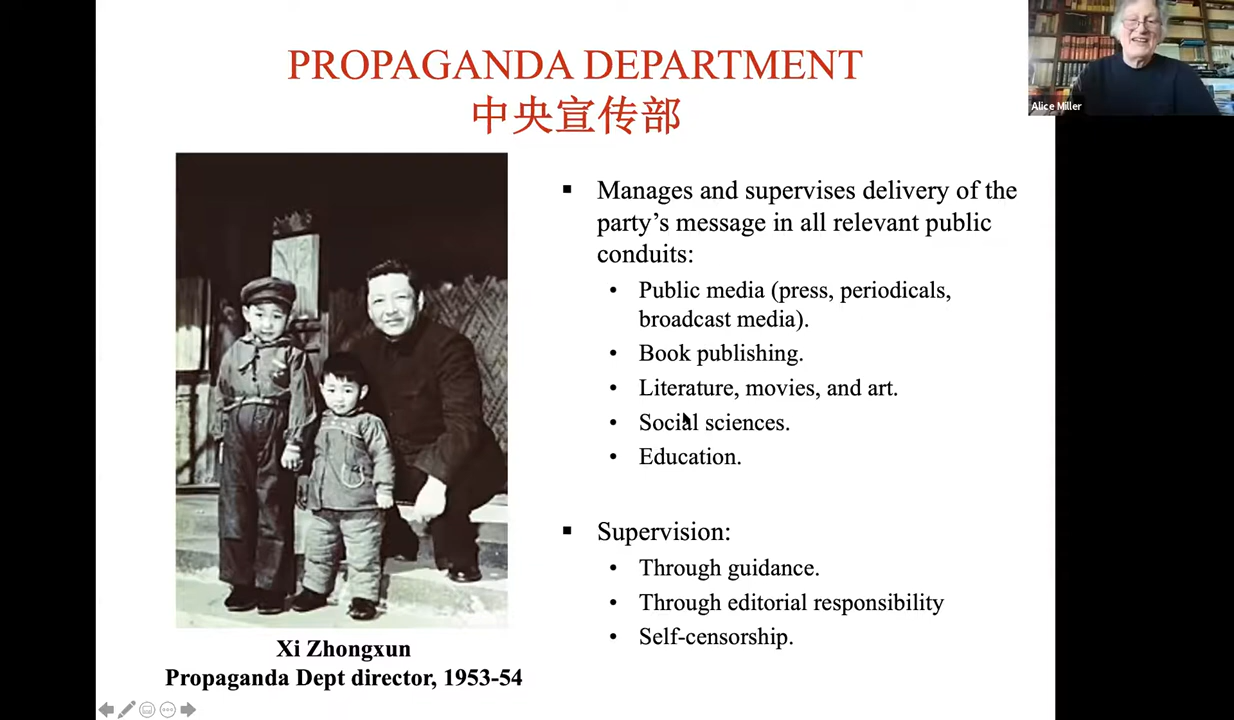 PROPAGANDA DEPARTMENT
中央宣传部
Alice Miller
▪ Manages and supervises delivery of the
party’s message in all relevant public
conduits:
• Public media (press, periodicals,
broadcast media).
• Book publishing.
• Literature, movies, and art.
• Social sciences.
• Education.
▪ Supervision:
• Through guidance.
• Through editorial responsibility
• Self-censorship.
Xi Zhongxun
Propaganda Dept director, 1953-54